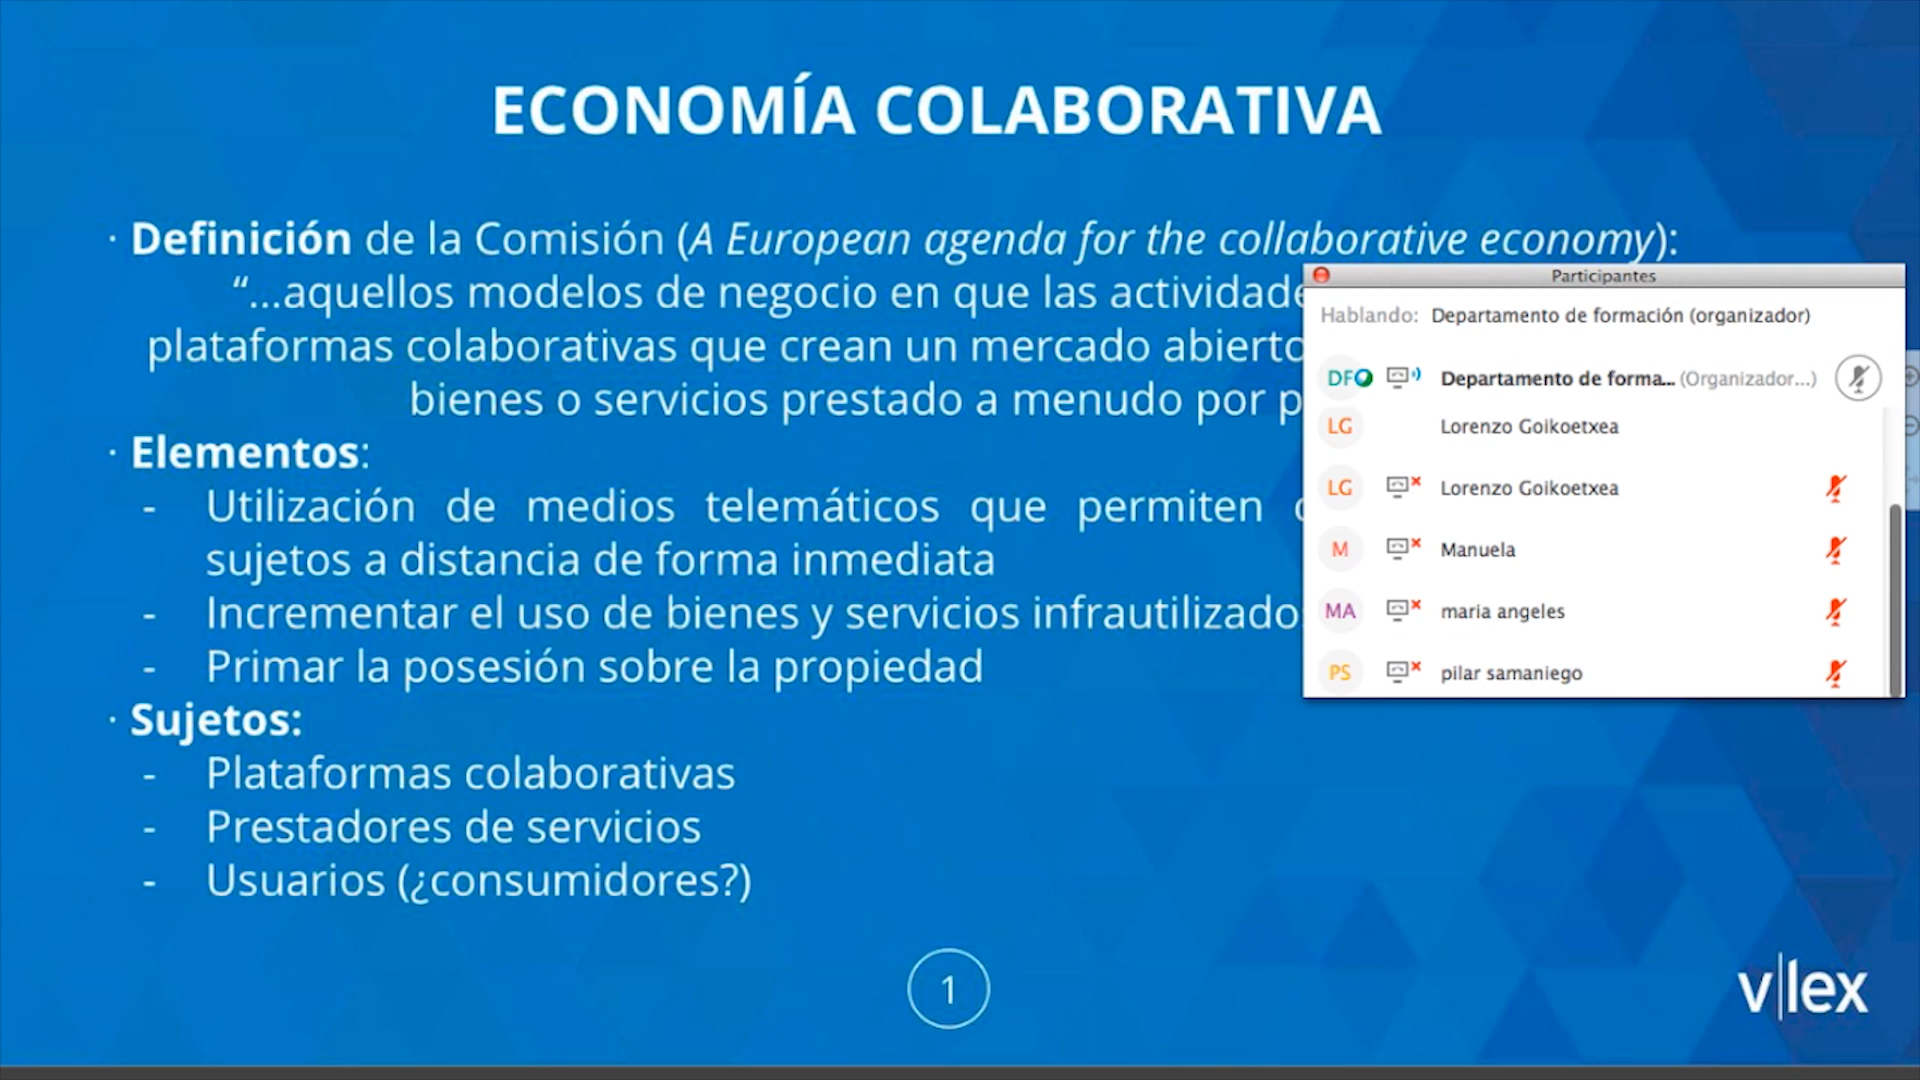 ECONOMÍA COLABORATIVA
· Definición de la Comisión (A European agenda for the collaborative economy):
“...aquellos modelos de negocio en que las
plataformas colaborativas que crean un mercado abierto
bienes o servicios prestado a menudo por
· Elementos:
- Utilización de medios telemáticos que permiten
sujetos a distancia de forma inmediata
- Incrementar el uso de bienes y servicios
- Primar la posesión sobre la propiedad
· Sujetos:
- Plataformas colaborativas
- Prestadores de servicios
- Usuarios (¿consumidores?)
1
v|lex
Participantes
Hablando: Departamento de formación (organizador)
DF Departamento de forma... (Organizador...)
LG Lorenzo Goikoetxea
LG Lorenzo Goikoetxea
M Manuela
MA maria angeles
PS pilar samaniego